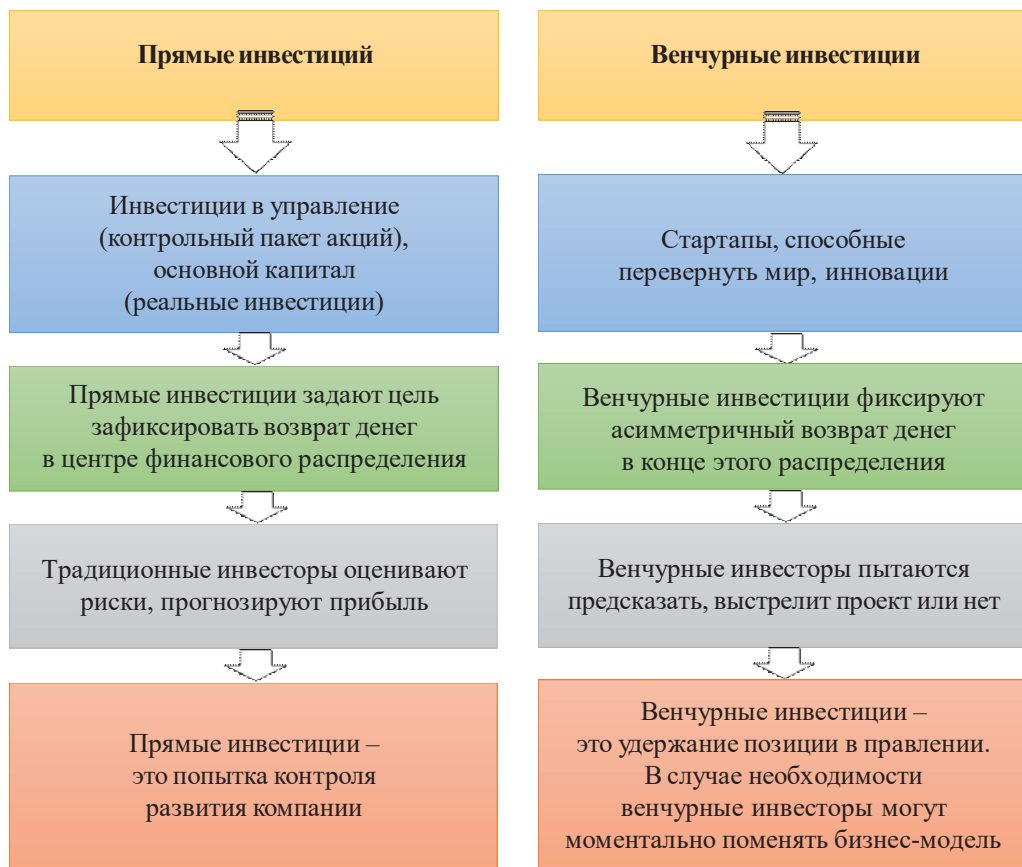 Прямые инвестиций
Инвестиции в управление
(контрольный пакет акций),
основной капитал
(реальные инвестиции)
Прямые инвестиции задают цель
зафиксировать возврат денег
в центре финансового распределения
Традиционные инвесторы оценивают
риски, прогнозируют прибыль
Прямые инвестиции –
это попытка контроля
развития компании
Венчурные инвестиции
Стартапы, способные
перевернуть мир, инновации
Венчурные инвестиции фиксируют
асимметричный возврат денег
в конце этого распределения
Венчурные инвесторы пытаются
предсказать, выстрелит проект или нет
Венчурные инвестиции –
это удержание позиции в правлении.
В случае необходимости
венчурные инвесторы могут
моментально поменять бизнес-модель